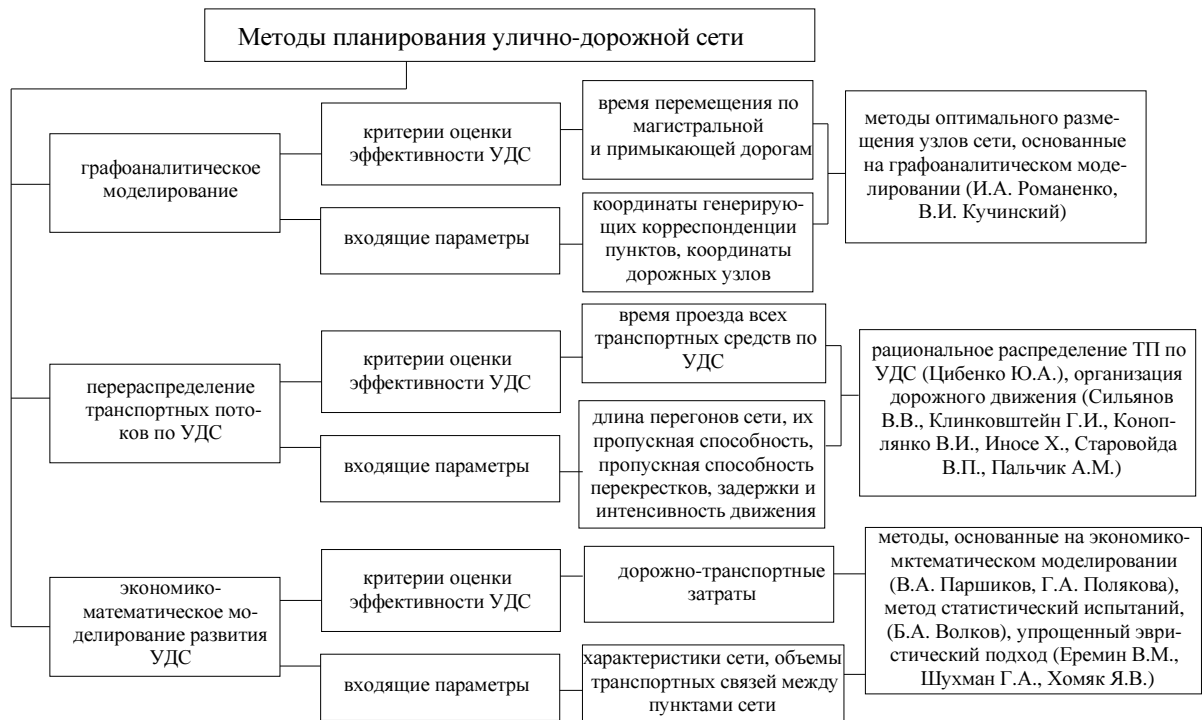 Методы планирования улично-дорожной сети
графоаналитическое
моделирование
критерии оценки
эффективности УДС
время перемещения по
магистральной
и примыкающей дорогам
входящие параметры
координаты генерирую-
щих корреспонденции
пунктов, координаты
дорожных узлов
методы оптимального разме-
щения узлов сети, основанные
на графоаналитическом моде-
лировании (И.А. Романенко,
В.И. Кучинский)
перераспределение
транспортных пото-
ков по УДС
критерии оценки
эффективности УДС
время проезда всех
транспортных средств по
УДС
входящие параметры
длина перегонов сети, их
пропускная способность,
пропускная способность
перекрестков, задержки и
интенсивность движения
рациональное распределение ТП по
УДС (Цибенко Ю.А.), организация
дорожного движения (Сильянов
В.В., Клинковштейн Г.И., Коноп-
лянко В.И., Иносе Х., Старовойда
В.П., Пальчик А.М.)
экономико-
математическое мо-
делирование развития
УДС
критерии оценки
эффективности УДС
дорожно-транспортные
затраты
входящие параметры
характеристики сети, объемы
транспортных связей между
пунктами сети
методы, основанные на экономико-
мктематическом моделировании
(В.А. Паршиков, Г.А. Полякова),
метод статистический испытаний,
(Б.А. Волков), упрощенный эври-
стический подход (Еремин В.М.,
Шухман Г.А., Хомяк Я.В.)